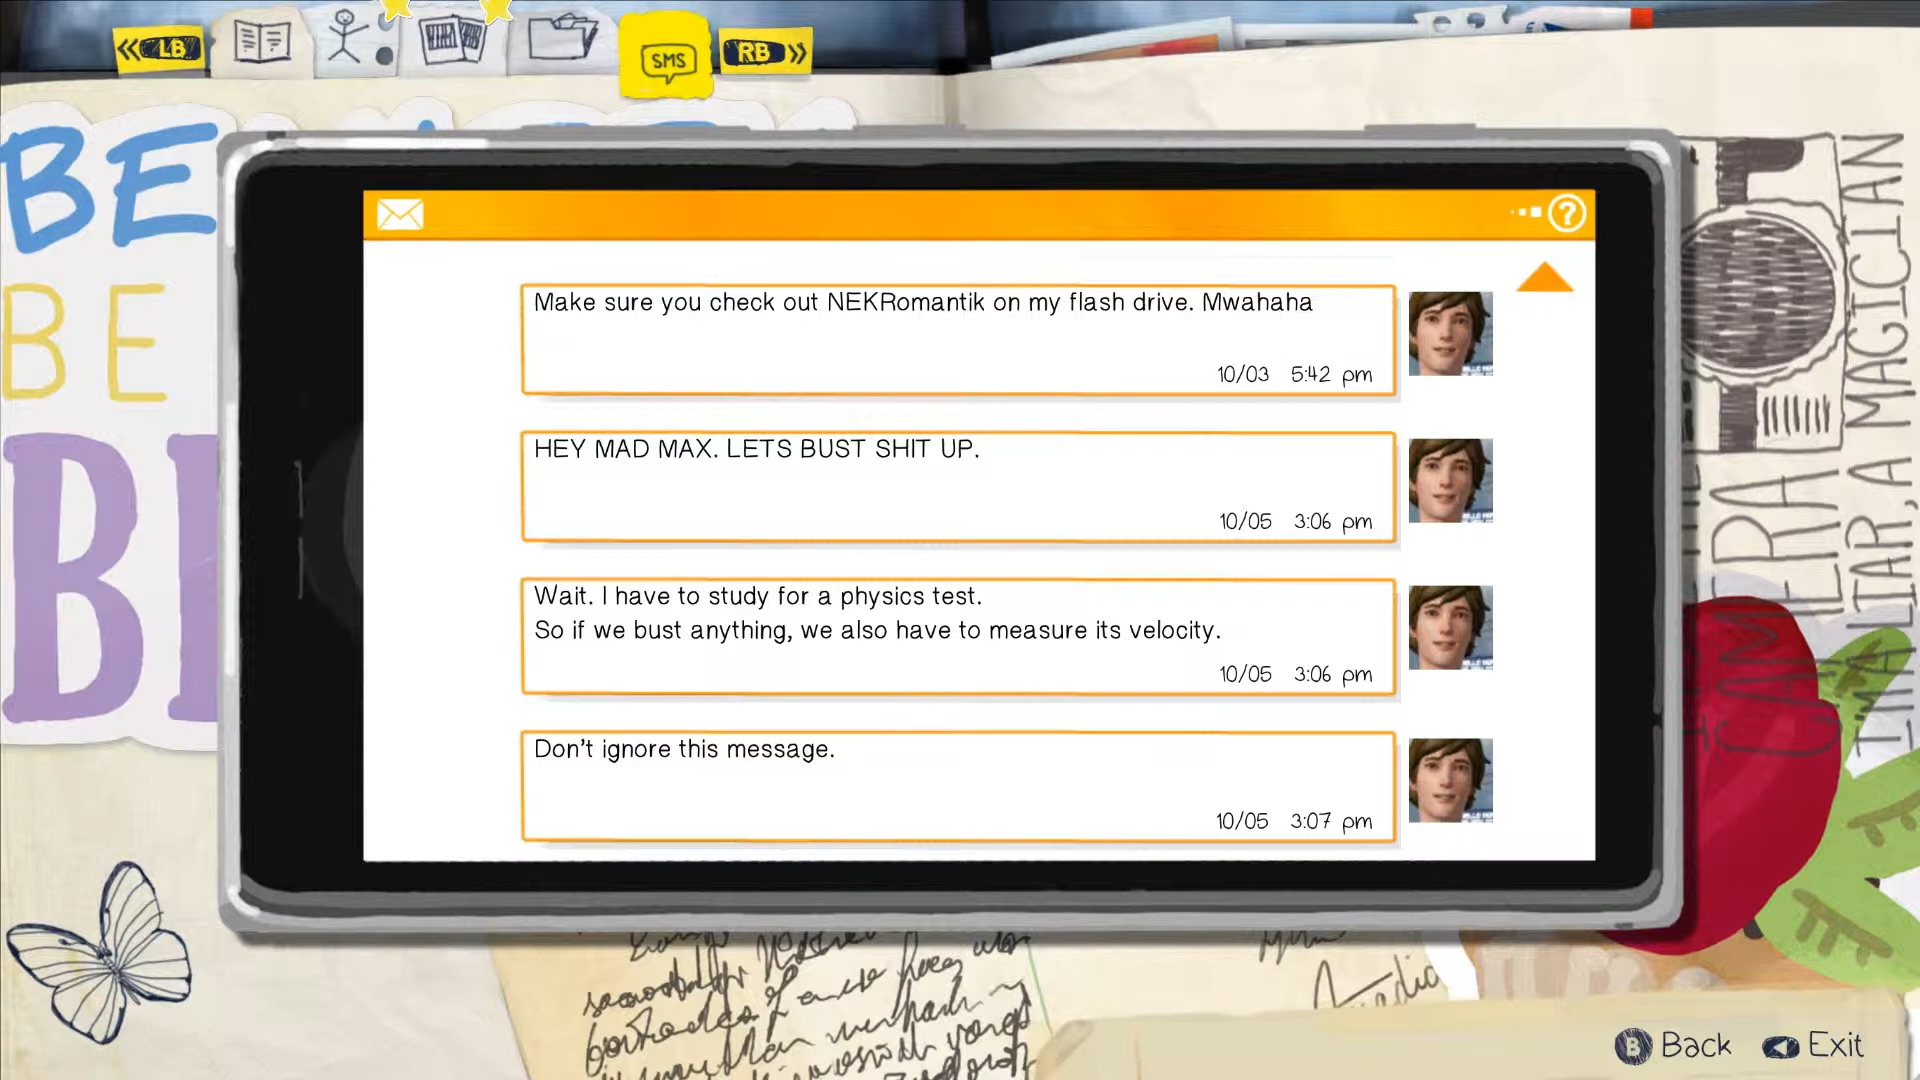 LB
SMS
RB
BE
BE
Make sure you check out NEKRomantik on my flash drive. Mwahaha
10/03 5:42 pm
HEY MAD MAX. LETS BUST SHIT UP.
10/05 3:06 pm
Wait. I have to study for a physics test.
So if we bust anything, we also have to measure its velocity.
10/05 3:06 pm
Don't ignore this message.
10/05 3:07 pm
?
CAMERA
LIAR, A MAGICIAN
B Back
Exit